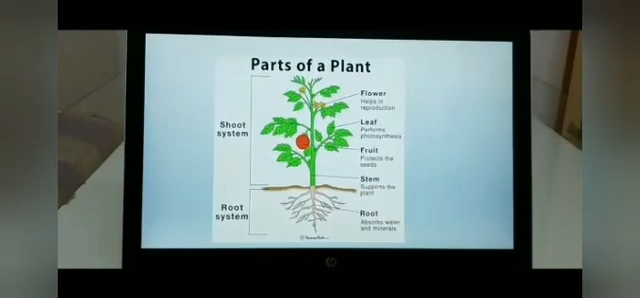 Parts of a Plant
Flower
Helps in
reproduction
Leaf
Performs
photosynthesis
Shoot
system
Fruit
Protects the
seeds
Stem
Supports the
plant
Root
system
Root
Absorbs water
and minerals
hp